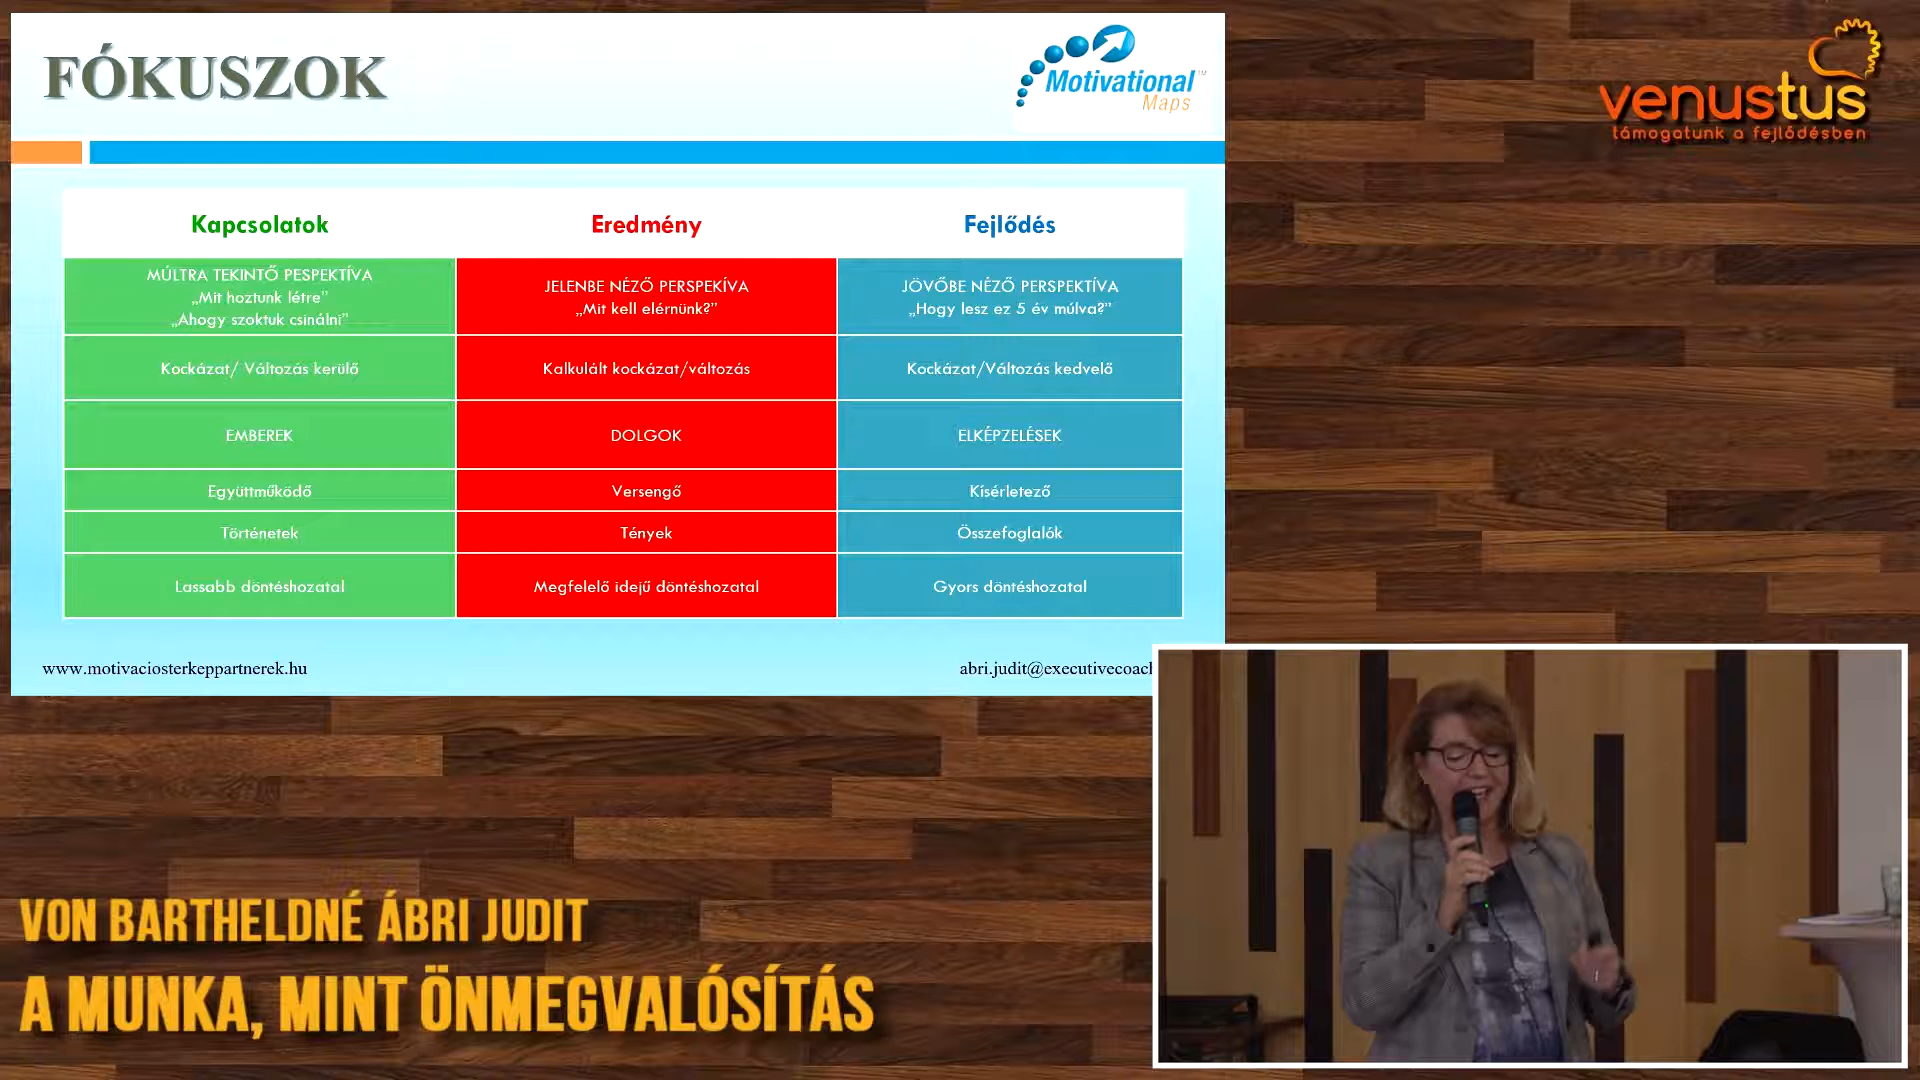 FÓKUSZOK
Motivational™
Maps
venustus
támogatunk a fejlődésben
Kapcsolatok Eredmény Fejlődés
MÚLTRA TEKINTŐ PESPEKTÍVA
„Mit hoztunk létre”
„Ahogy szoktuk csinálni”
JELENBE NÉZŐ PERSPEKÍVA
„Mit kell elérnünk?”
JÖVŐBE NÉZŐ PERSPEKTÍVA
„Hogy lesz ez 5 év múlva?”
Kockázat/ Változás kerülő Kalkulált kockázat/változás Kockázat/Változás kedvelő
EMBEREK DOLGOK ELKÉPZELÉSEK
Együttműködő Versengő Kísérletező
Történetek Tények Összefoglalók
Lassabb döntéshozatal Megfelelő idejű döntéshozatal Gyors döntéshozatal
www.motivaciosterkeppartnerek.hu abri.judit@executivecoach
VON BARTHELDNÉ ÁBRI JUDIT
A MUNKA, MINT ÖNMEGVALÓSÍTÁS